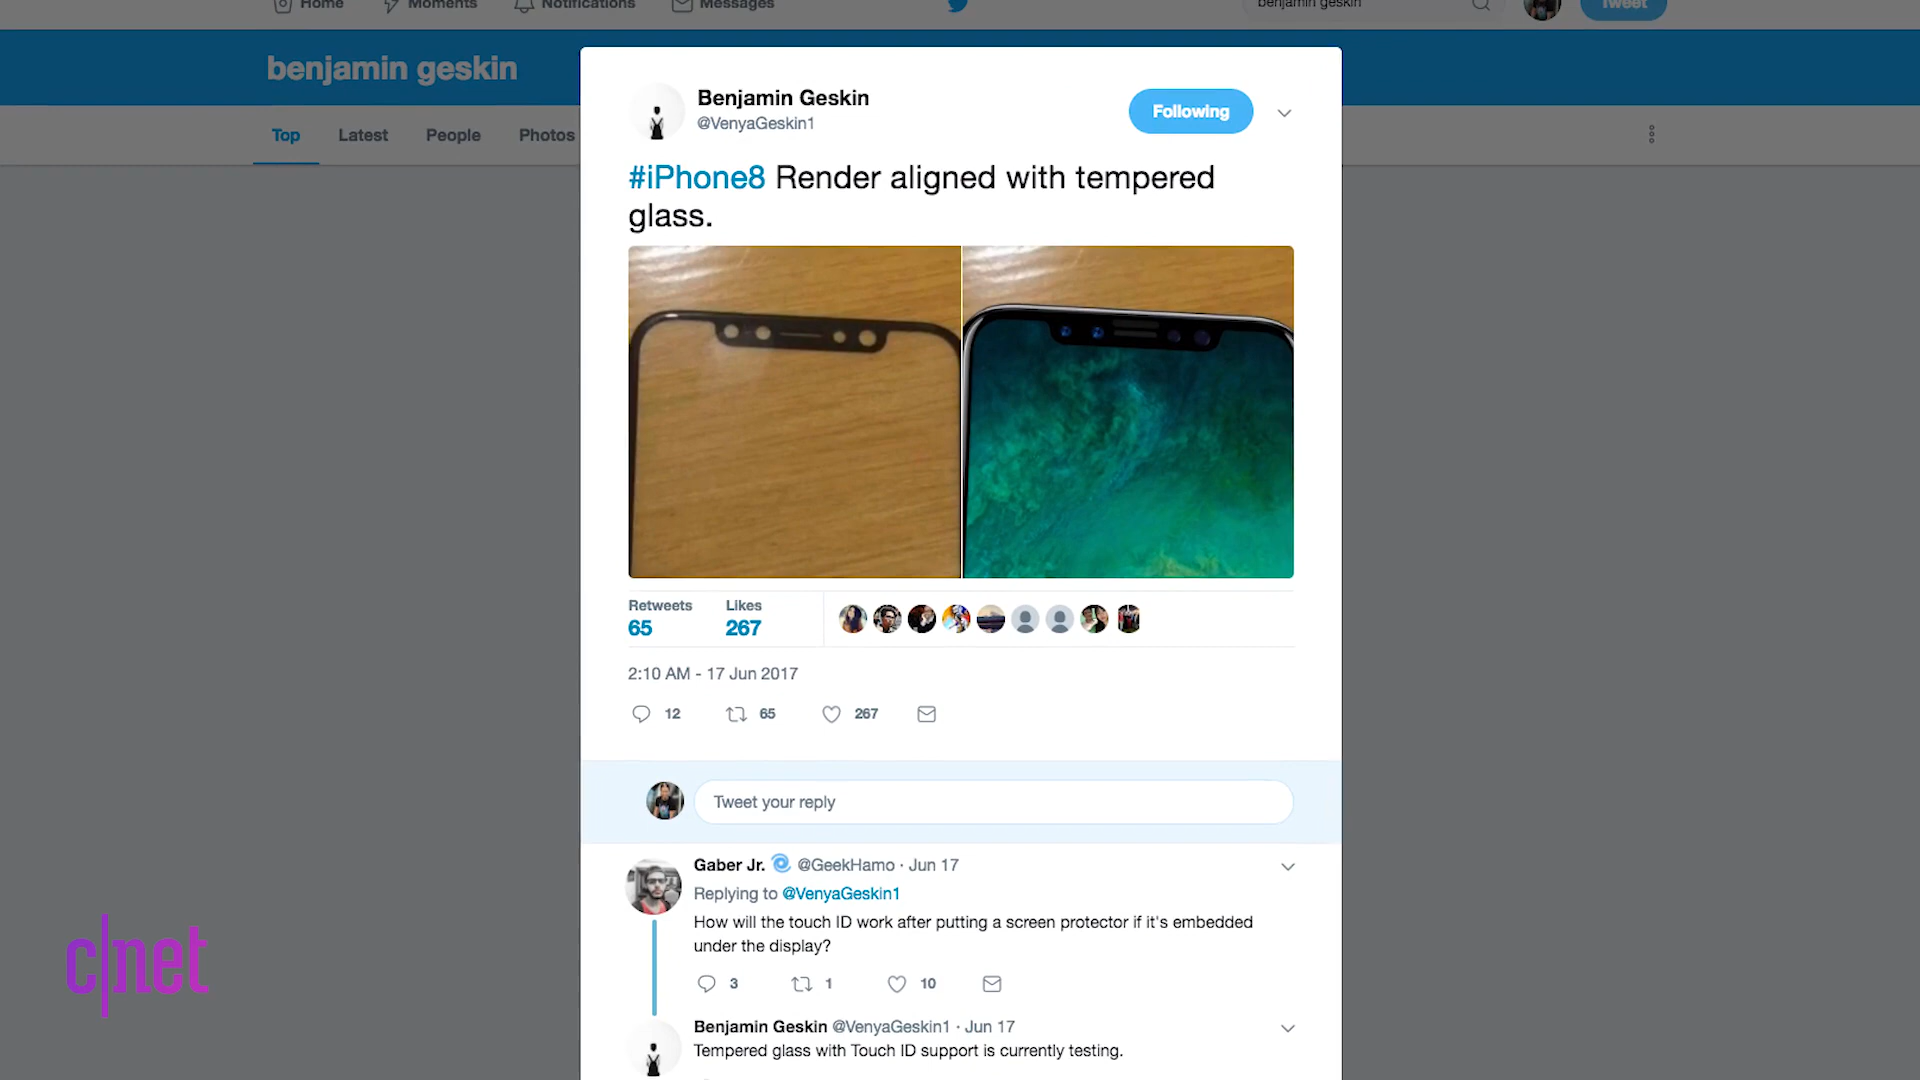 Home Moments Notifications Messages benjamin geskin Tweet
benjamin geskin
Top Latest People Photos
Benjamin Geskin
@VenyaGeskin1
Following
#iPhone8 Render aligned with tempered
glass.
Retweets Likes
65 267
2:10 AM - 17 Jun 2017
12 65 267
Tweet your reply
Gaber Jr. @GeekHamo · Jun 17
Replying to @VenyaGeskin1
How will the touch ID work after putting a screen protector if it's embedded
under the display?
3 1 10
Benjamin Geskin @VenyaGeskin1 · Jun 17
Tempered glass with Touch ID support is currently testing.
c|net